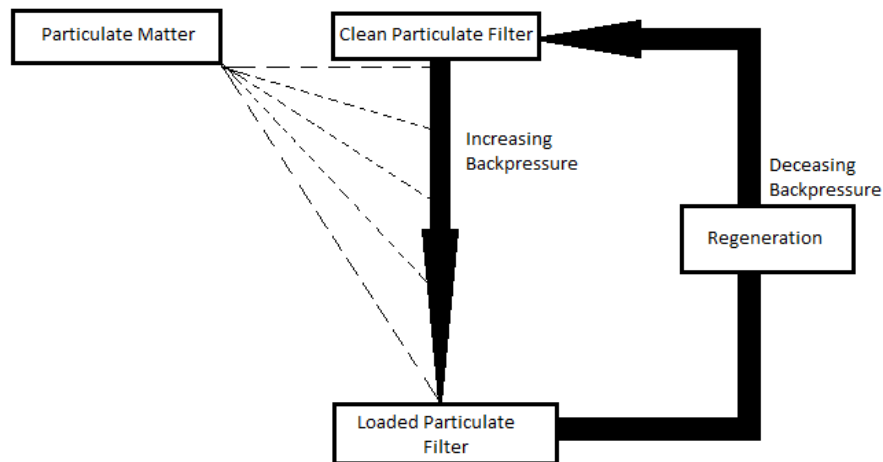 Particulate Matter
Clean Particulate Filter
Increasing
Backpressure
Deceasing
Backpressure
Regeneration
Loaded Particulate
Filter